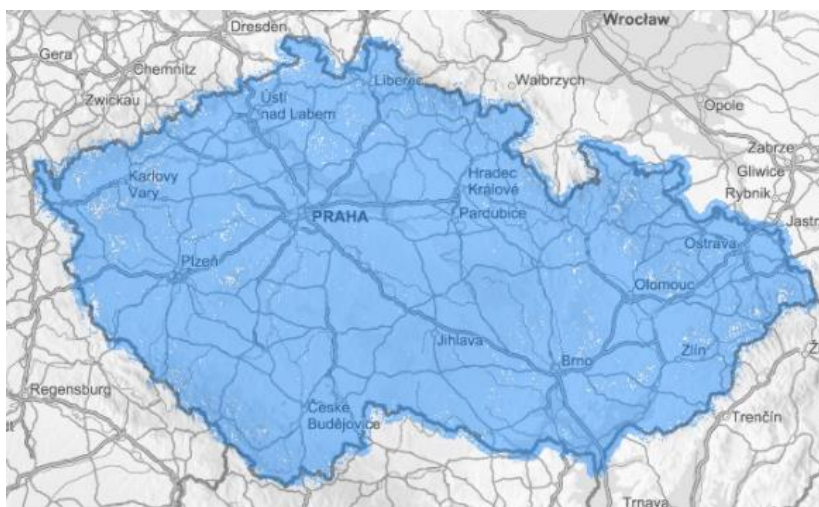 Dresden
Wrocław
Gera
Chemnitz
Liberec
Wałbrzych
Zwickau
Ústí
nad Labem
Opole
Zabrze
Karlovy
Vary
Hradec
Králové
Gliwice
Rybnik
PRAHA
Pardubice
Jastr
Ostrava
Plzeň
Olomouc
Jihlava
Zlín
Brno
Regensburg
České
Budějovice
Trenčín
Trnava